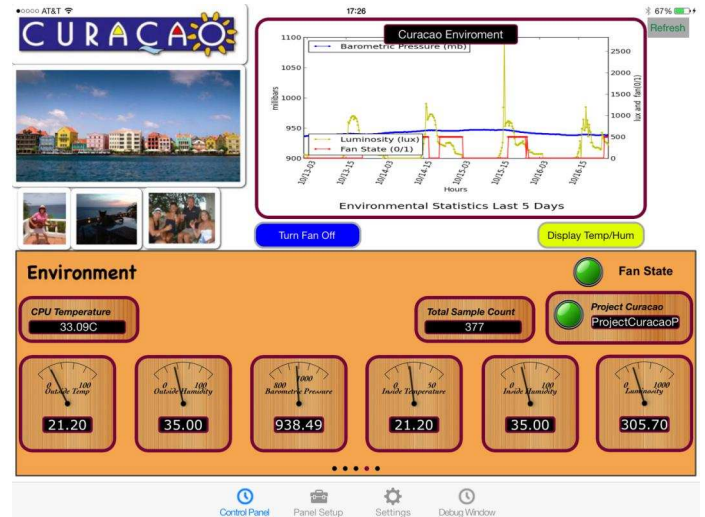 AT&T 17:26 67%
CURAÇAO
Refresh
Curacao Enviroment
Barometric Pressure (mb)
1100
1050
1000
950
900
millibars
2500
2000
1500
1000
500
0
lux and fan(0/1)
Luminosity (lux)
Fan State (0/1)
10/13-03 10/13-15 10/14-03 10/14-15 10/15-03 10/15-15 10/16-03 10/16-15
Hours
Environmental Statistics Last 5 Days
Turn Fan Off
Display Temp/Hum
Environment
Fan State
CPU Temperature
33.09C
Total Sample Count
377
Project Curacao
ProjectCuracaoP
0 100
Outside Temp
21.20
0 100
Outside Humidity
35.00
800 1000
Barometric Pressure
938.49
0 50
Inside Temperature
21.20
0 100
Inside Humidity
35.00
0 1000
Luminosity
305.70
Control Panel Panel Setup Settings Debug Window